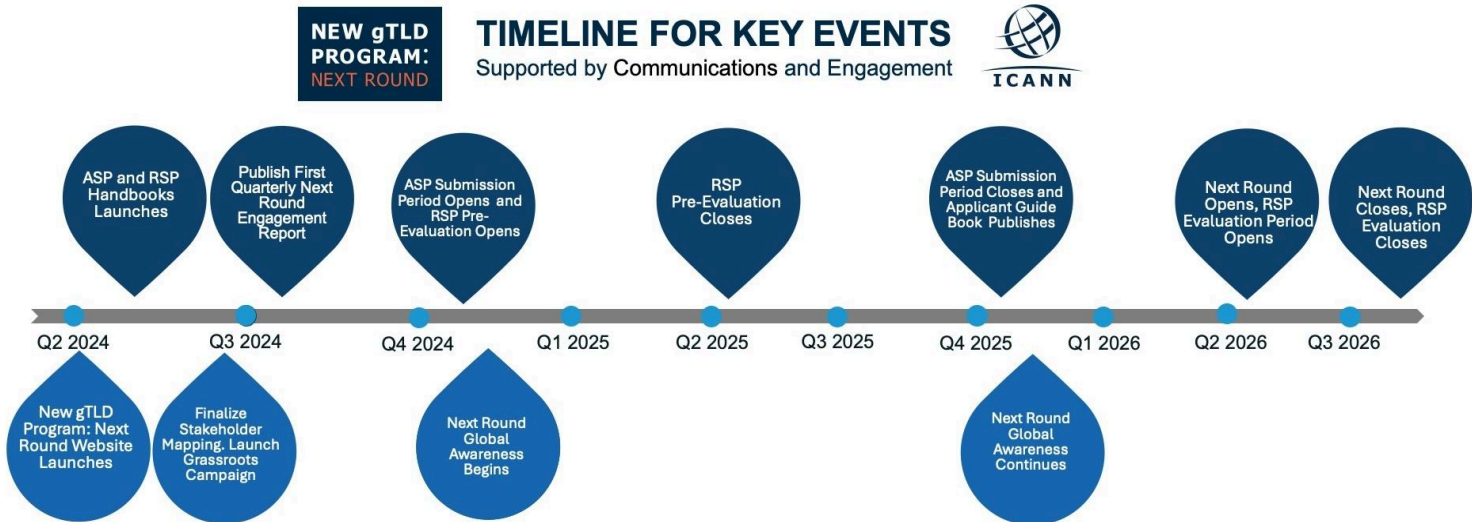 NEW gTLD
PROGRAM:
NEXT ROUND
TIMELINE FOR KEY EVENTS
Supported by Communications and Engagement
ICANN
ASP and RSP
Handbooks
Launches
Publish First
Quarterly Next
Round
Engagement
Report
ASP Submission
Period Opens and
RSP Pre-
Evaluation Opens
RSP
Pre-Evaluation
Closes
ASP Submission
Period Closes and
Applicant Guide
Book Publishes
Next Round
Opens, RSP
Evaluation Period
Opens
Next Round
Closes, RSP
Evaluation
Closes
Q2 2024
Q3 2024
Q4 2024
Q1 2025
Q2 2025
Q3 2025
Q4 2025
Q1 2026
Q2 2026
Q3 2026
New gTLD
Program: Next
Round Website
Launches
Finalize
Stakeholder
Mapping. Launch
Grassroots
Campaign
Next Round
Global
Awareness
Begins
Next Round
Global
Awareness
Continues